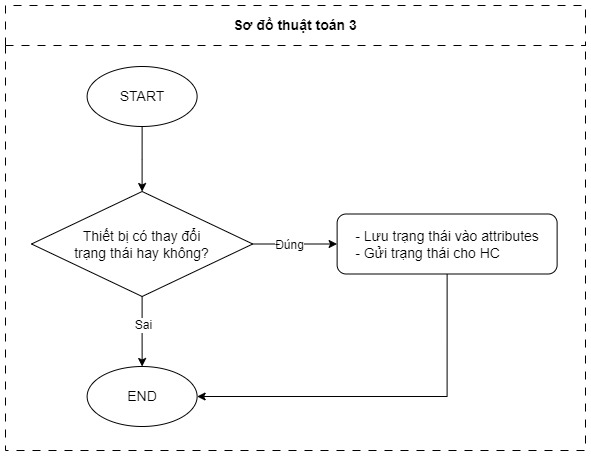 Sơ đồ thuật toán 3
START
Thiết bị có thay đổi
trạng thái hay không?
Đúng
- Lưu trạng thái vào attributes
- Gửi trạng thái cho HC
Sai
END